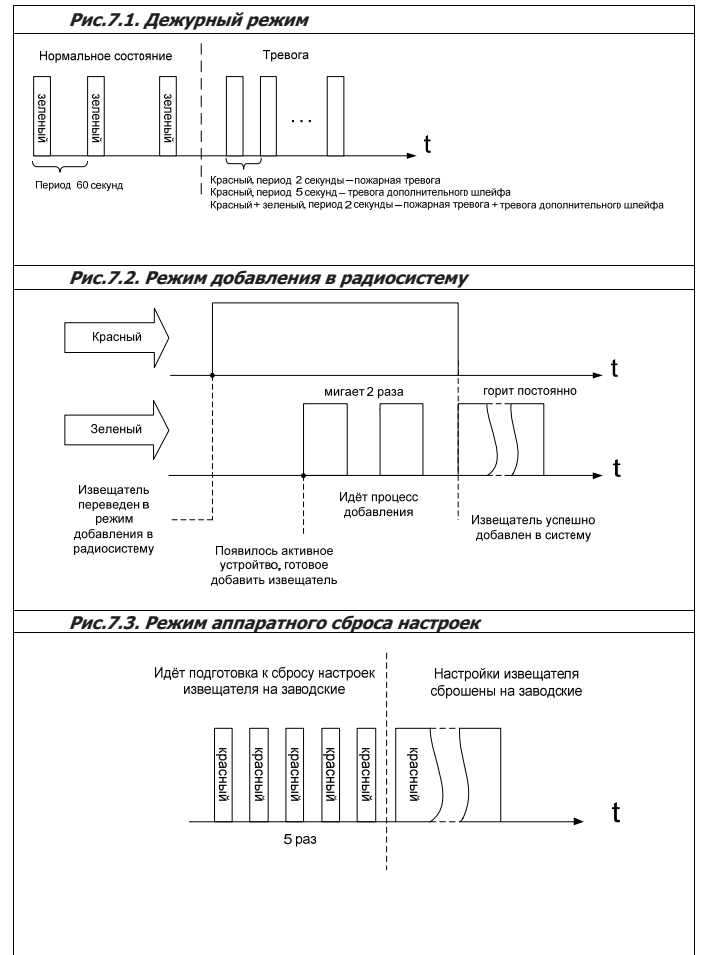 Рис.7.1. Дежурный режим
Нормальное состояние
Тревога
зеленый
зеленый
зеленый
. . .
t
Период 60 секунд
Красный, период 2 секунды – пожарная тревога
Красный, период 5 секунд – тревога дополнительного шлейфа
Красный + зеленый, период 2 секунды – пожарная тревога + тревога дополнительного шлейфа
Рис.7.2. Режим добавления в радиосистему
Красный
t
мигает 2 раза
горит постоянно
Зеленый
t
Извещатель
переведен в
режим
добавления в
радиосистему
Идёт процесс
добавления
Извещатель успешно
добавлен в систему
Появилось активное
устройтво, готовое
добавить извещатель
Рис.7.3. Режим аппаратного сброса настроек
Идёт подготовка к сбросу настроек
извещателя на заводские
Настройки извещателя
сброшены на заводские
красный
красный
красный
красный
красный
красный
t
5 раз